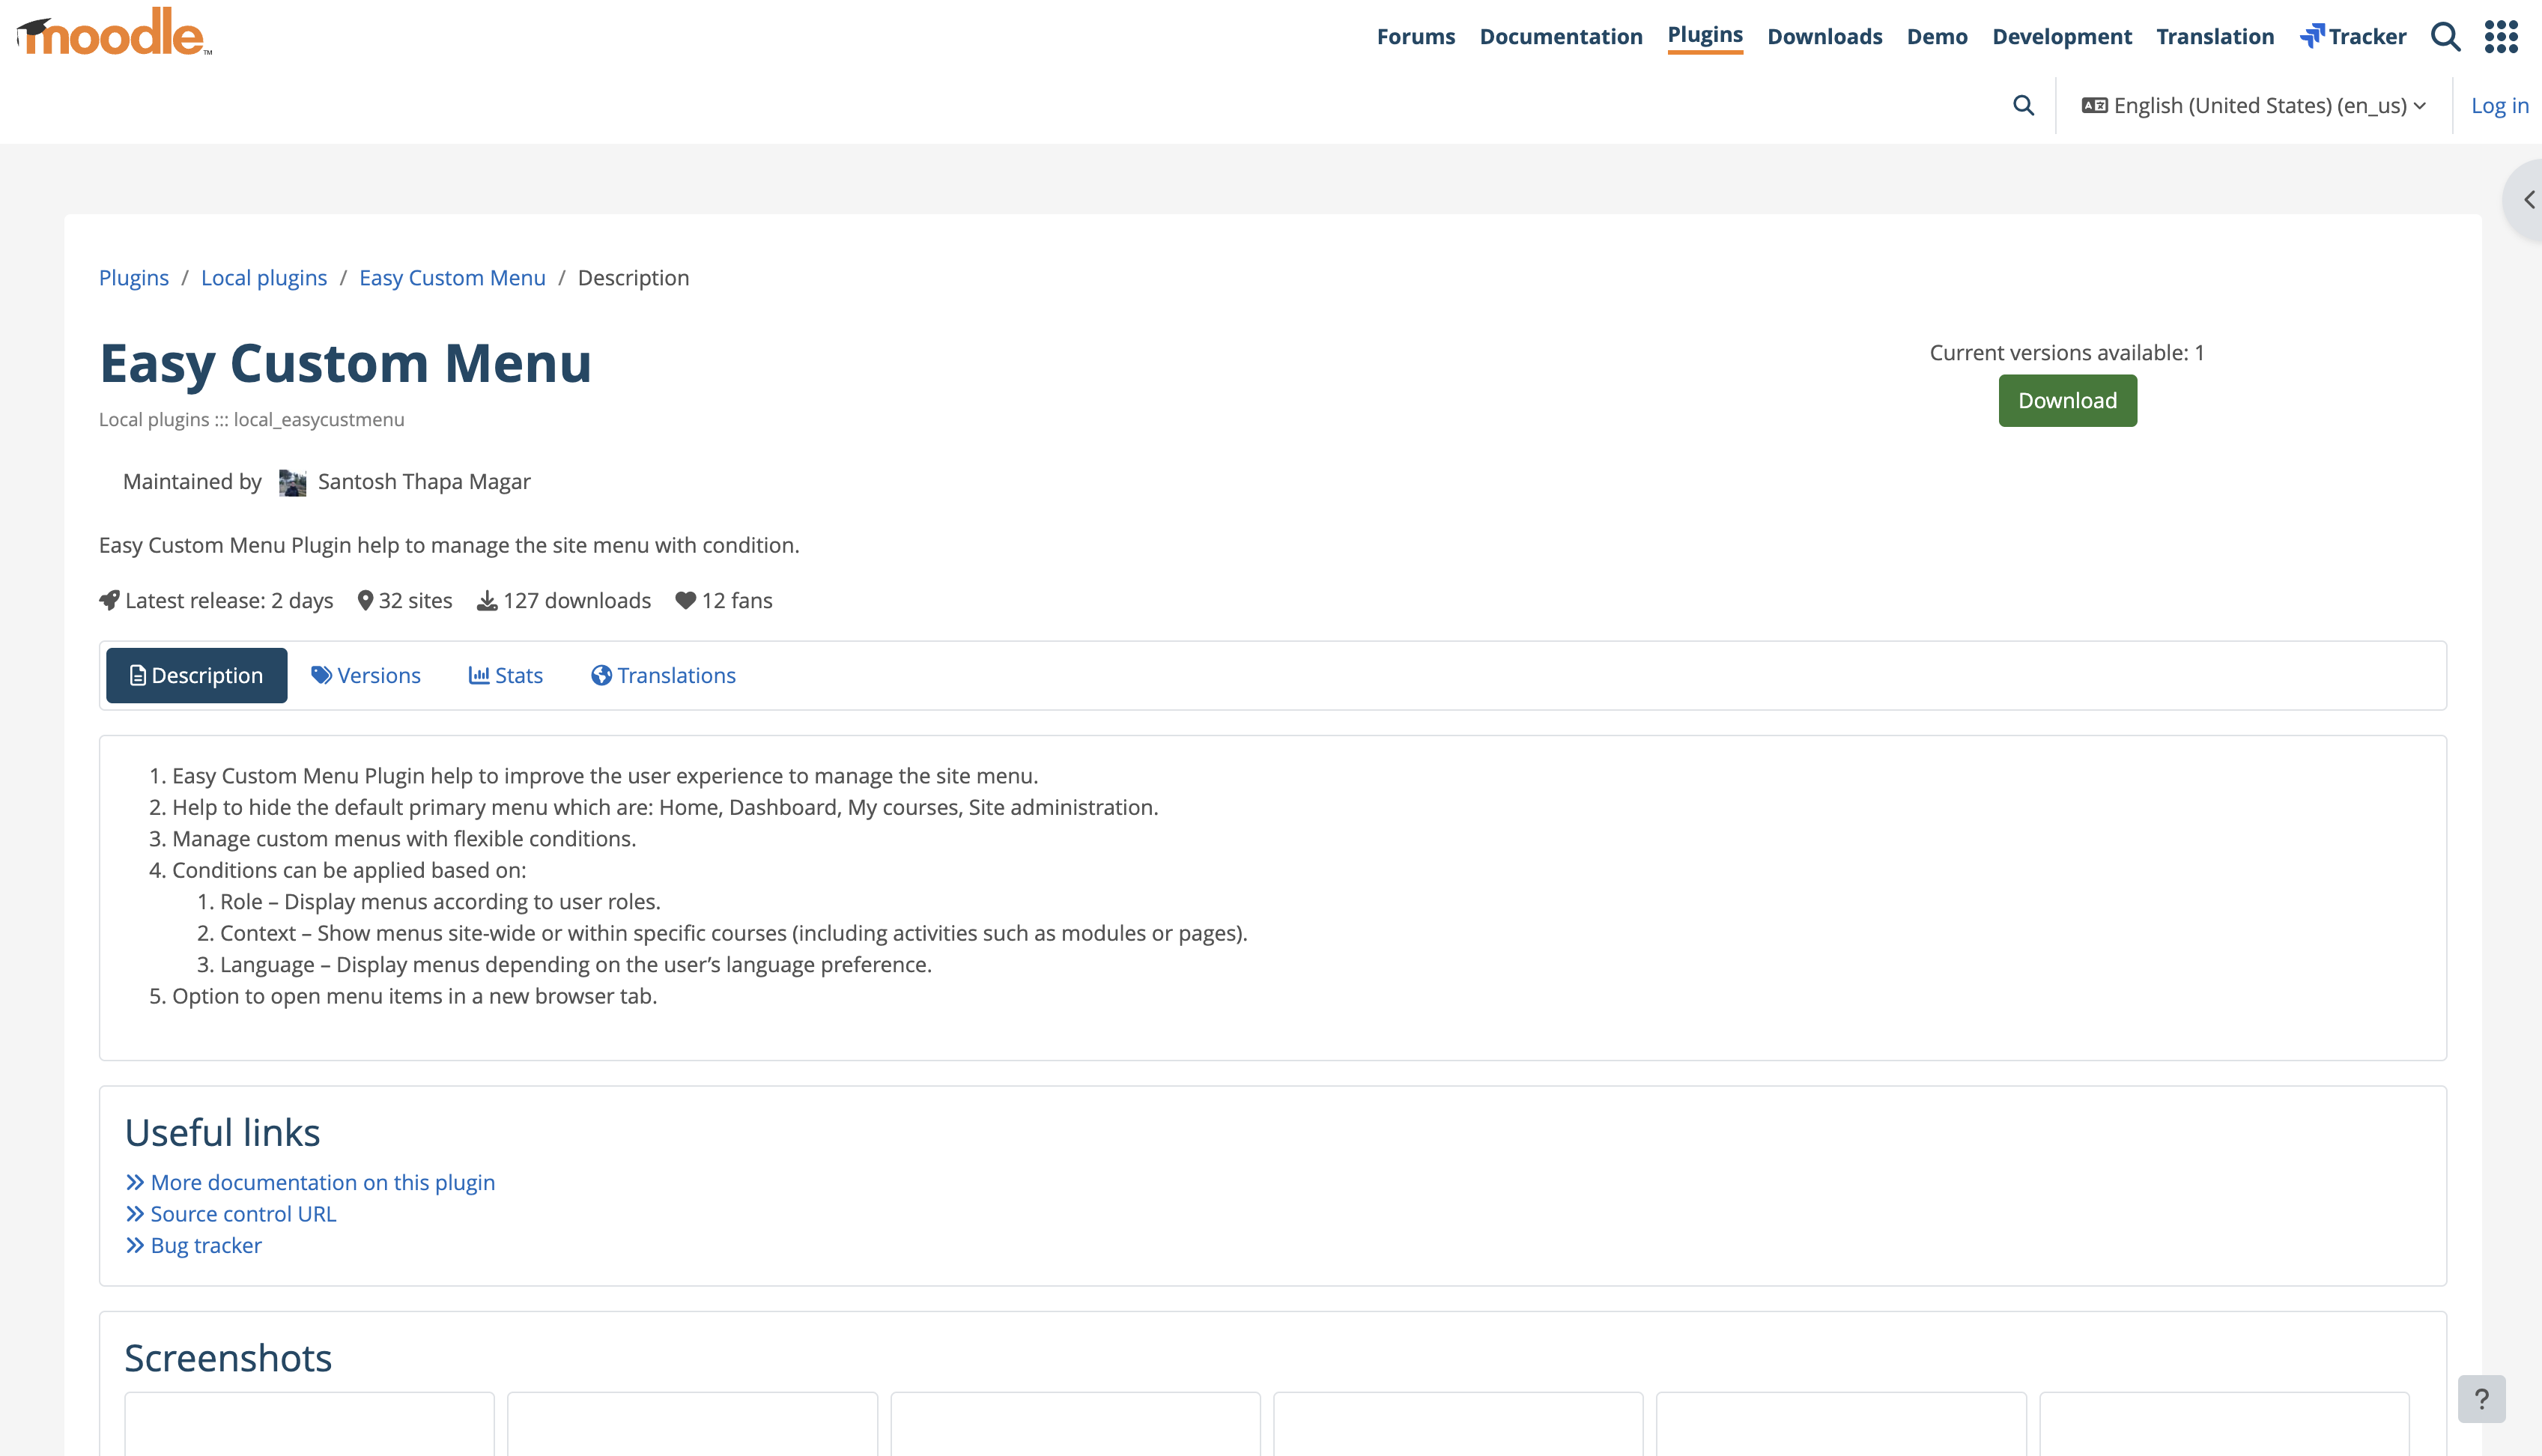 moodle™
Forums Documentation Plugins Downloads Demo Development Translation Tracker
English (United States) (en_us) Log in
Plugins / Local plugins / Easy Custom Menu / Description
Easy Custom Menu
Current versions available: 1
Download
Local plugins ::: local_easycustmenu
Maintained by Santosh Thapa Magar
Easy Custom Menu Plugin help to manage the site menu with condition.
Latest release: 2 days 32 sites 127 downloads 12 fans
Description Versions Stats Translations
1. Easy Custom Menu Plugin help to improve the user experience to manage the site menu.
2. Help to hide the default primary menu which are: Home, Dashboard, My courses, Site administration.
3. Manage custom menus with flexible conditions.
4. Conditions can be applied based on:
1. Role – Display menus according to user roles.
2. Context – Show menus site-wide or within specific courses (including activities such as modules or pages).
3. Language – Display menus depending on the user’s language preference.
5. Option to open menu items in a new browser tab.
Useful links
More documentation on this plugin
Source control URL
Bug tracker
Screenshots
?